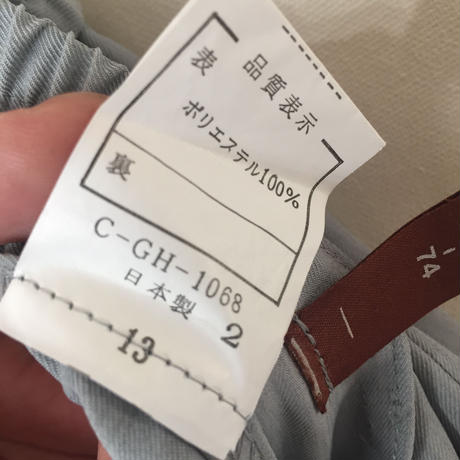 品質表示
表
ポリエステル100%
裏
C-GH-1068
日本製 2
13
74